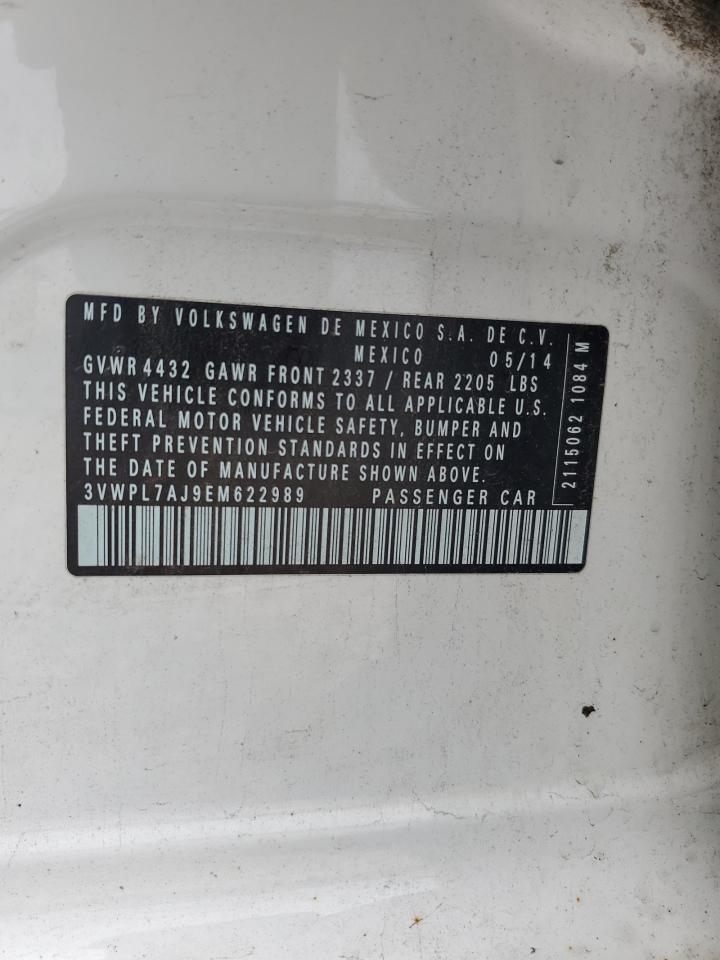 MFD BY VOLKSWAGEN DE MEXICO S.A. DE C.V.
MEXICO 05/14
GVWR 4432 GAWR FRONT 2337 / REAR 2205 LBS
THIS VEHICLE CONFORMS TO ALL APPLICABLE U.S.
FEDERAL MOTOR VEHICLE SAFETY, BUMPER AND
THEFT PREVENTION STANDARDS IN EFFECT ON
THE DATE OF MANUFACTURE SHOWN ABOVE.
3VWPL7AJ9EM622989 PASSENGER CAR
2115062 1084 M